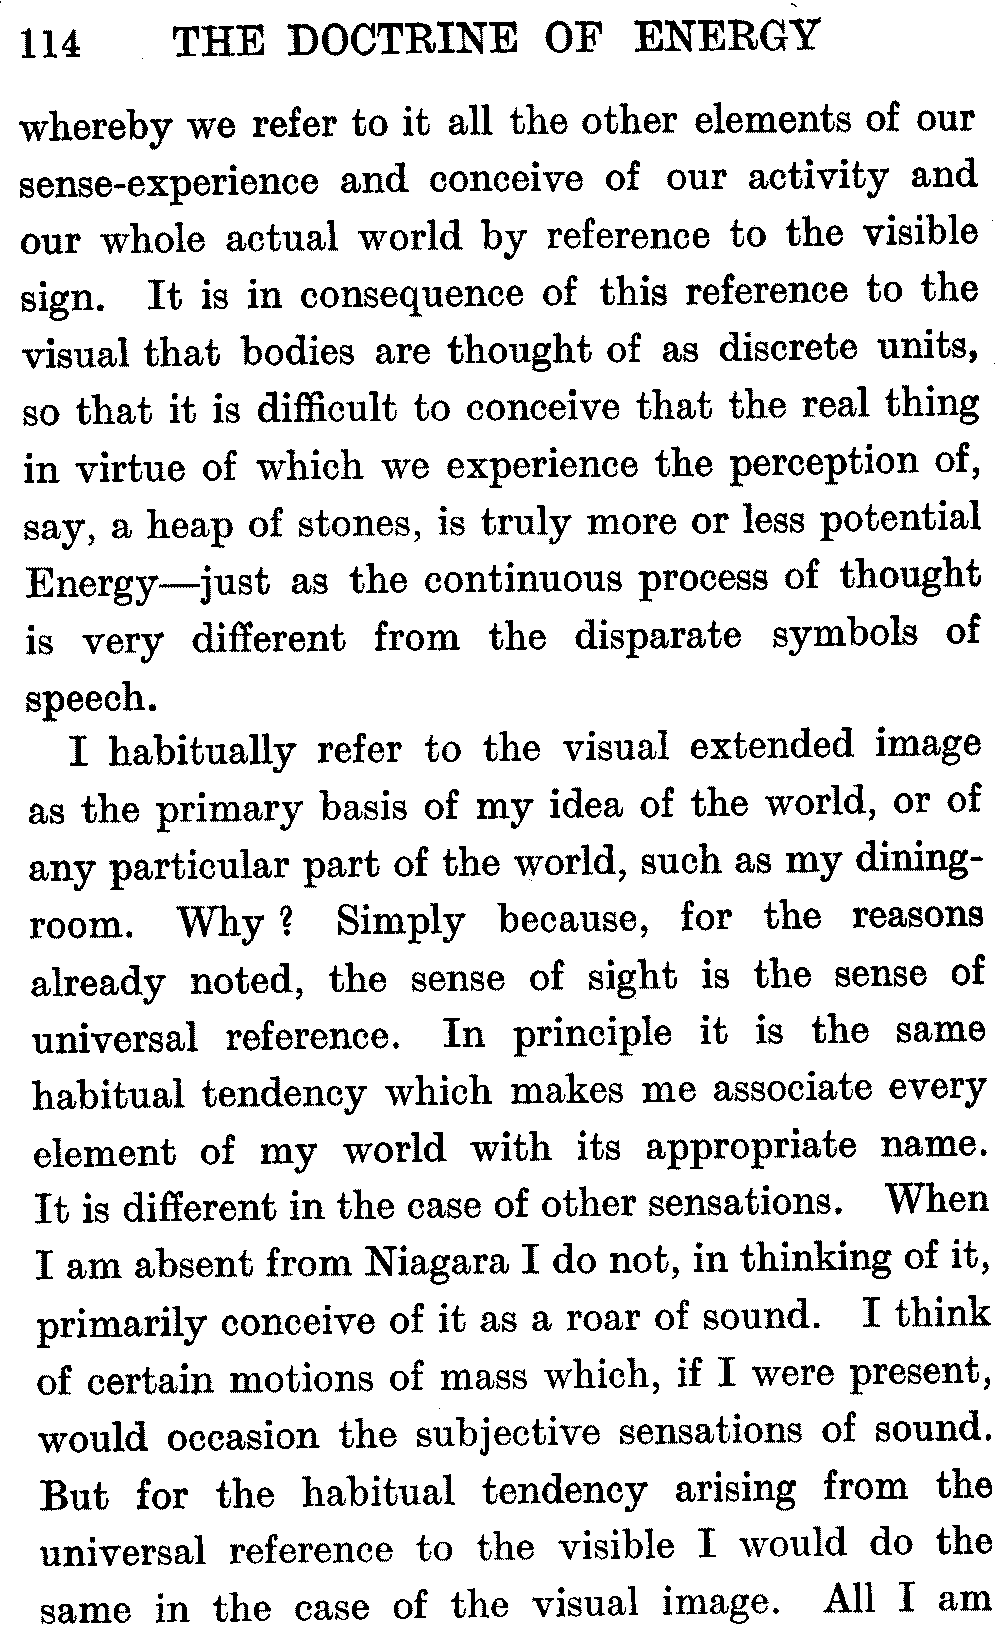 114 THE DOCTRINE OF ENERGY
whereby we refer to it all the other elements of our
sense-experience and conceive of our activity and
our whole actual world by reference to the visible
sign. It is in consequence of this reference to the
visual that bodies are thought of as discrete units,
so that it is difficult to conceive that the real thing
in virtue of which we experience the perception of,
say, a heap of stones, is truly more or less potential
Energy—just as the continuous process of thought
is very different from the disparate symbols of
speech.
I habitually refer to the visual extended image
as the primary basis of my idea of the world, or of
any particular part of the world, such as my dining-
room. Why ? Simply because, for the reasons
already noted, the sense of sight is the sense of
universal reference. In principle it is the same
habitual tendency which makes me associate every
element of my world with its appropriate name.
It is different in the case of other sensations. When
I am absent from Niagara I do not, in thinking of it,
primarily conceive of it as a roar of sound. I think
of certain motions of mass which, if I were present,
would occasion the subjective sensations of sound.
But for the habitual tendency arising from the
universal reference to the visible I would do the
same in the case of the visual image. All I am